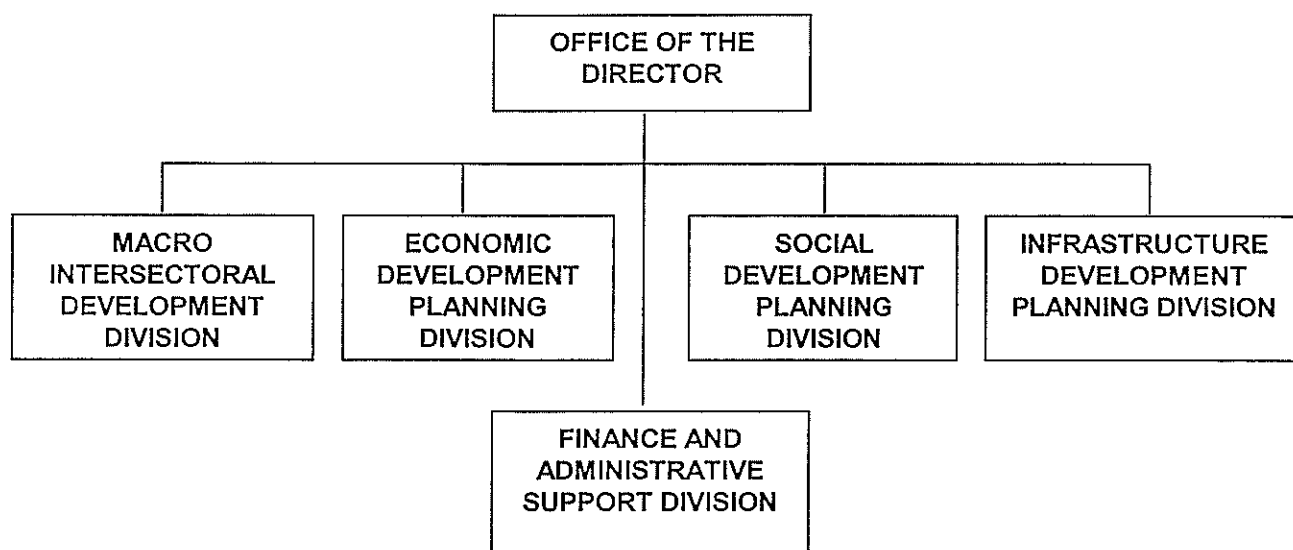 OFFICE OF THE
DIRECTOR
MACRO
INTERSECTORAL
DEVELOPMENT
DIVISION
ECONOMIC
DEVELOPMENT
PLANNING
DIVISION
SOCIAL
DEVELOPMENT
PLANNING
DIVISION
INFRASTRUCTURE
DEVELOPMENT
PLANNING DIVISION
FINANCE AND
ADMINISTRATIVE
SUPPORT DIVISION